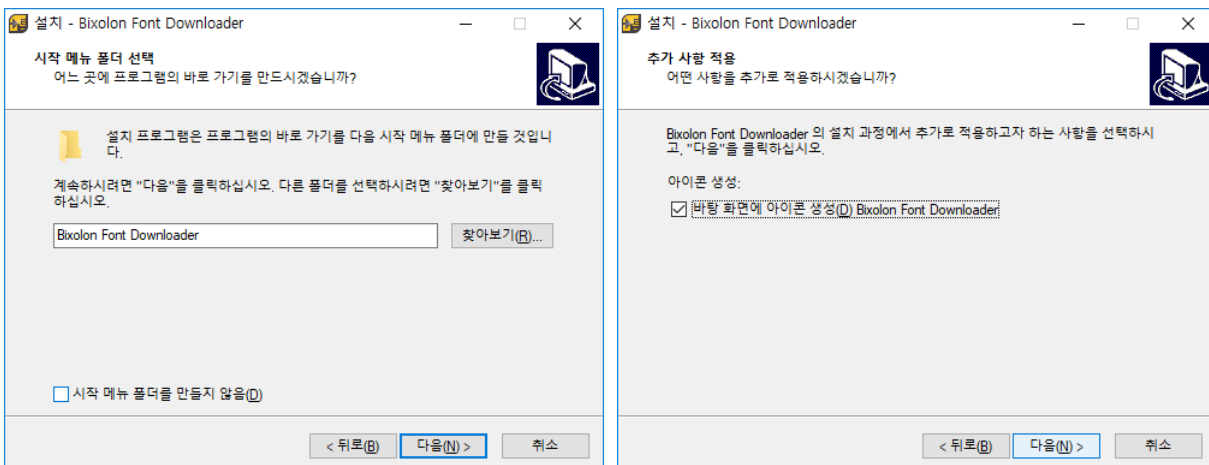 설치 - Bixolon Font Downloader
시작 메뉴 폴더 선택
어느 곳에 프로그램의 바로 가기를 만드시겠습니까?
설치 프로그램은 프로그램의 바로 가기를 다음 시작 메뉴 폴더에 만들 것입니
다.
계속하시려면 "다음"을 클릭하십시오. 다른 폴더를 선택하시려면 "찾아보기"를 클릭
하십시오.
Bixolon Font Downloader
찾아보기(R)...
시작 메뉴 폴더를 만들지 않음(D)
< 뒤로(B)
다음(N) >
취소
설치 - Bixolon Font Downloader
추가 사항 적용
어떤 사항을 추가로 적용하시겠습니까?
Bixolon Font Downloader 의 설치 과정에서 추가로 적용하고자 하는 사항을 선택하시
고, "다음"을 클릭하십시오.
아이콘 생성:
바탕 화면에 아이콘 생성(D) Bixolon Font Downloader
< 뒤로(B)
다음(N) >
취소